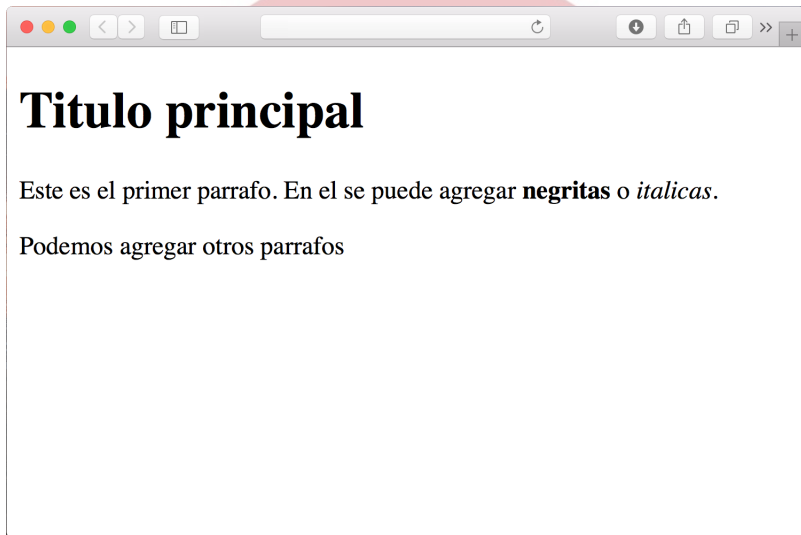 Titulo principal
Este es el primer parrafo. En el se puede agregar negritas o italicas.
Podemos agregar otros parrafos